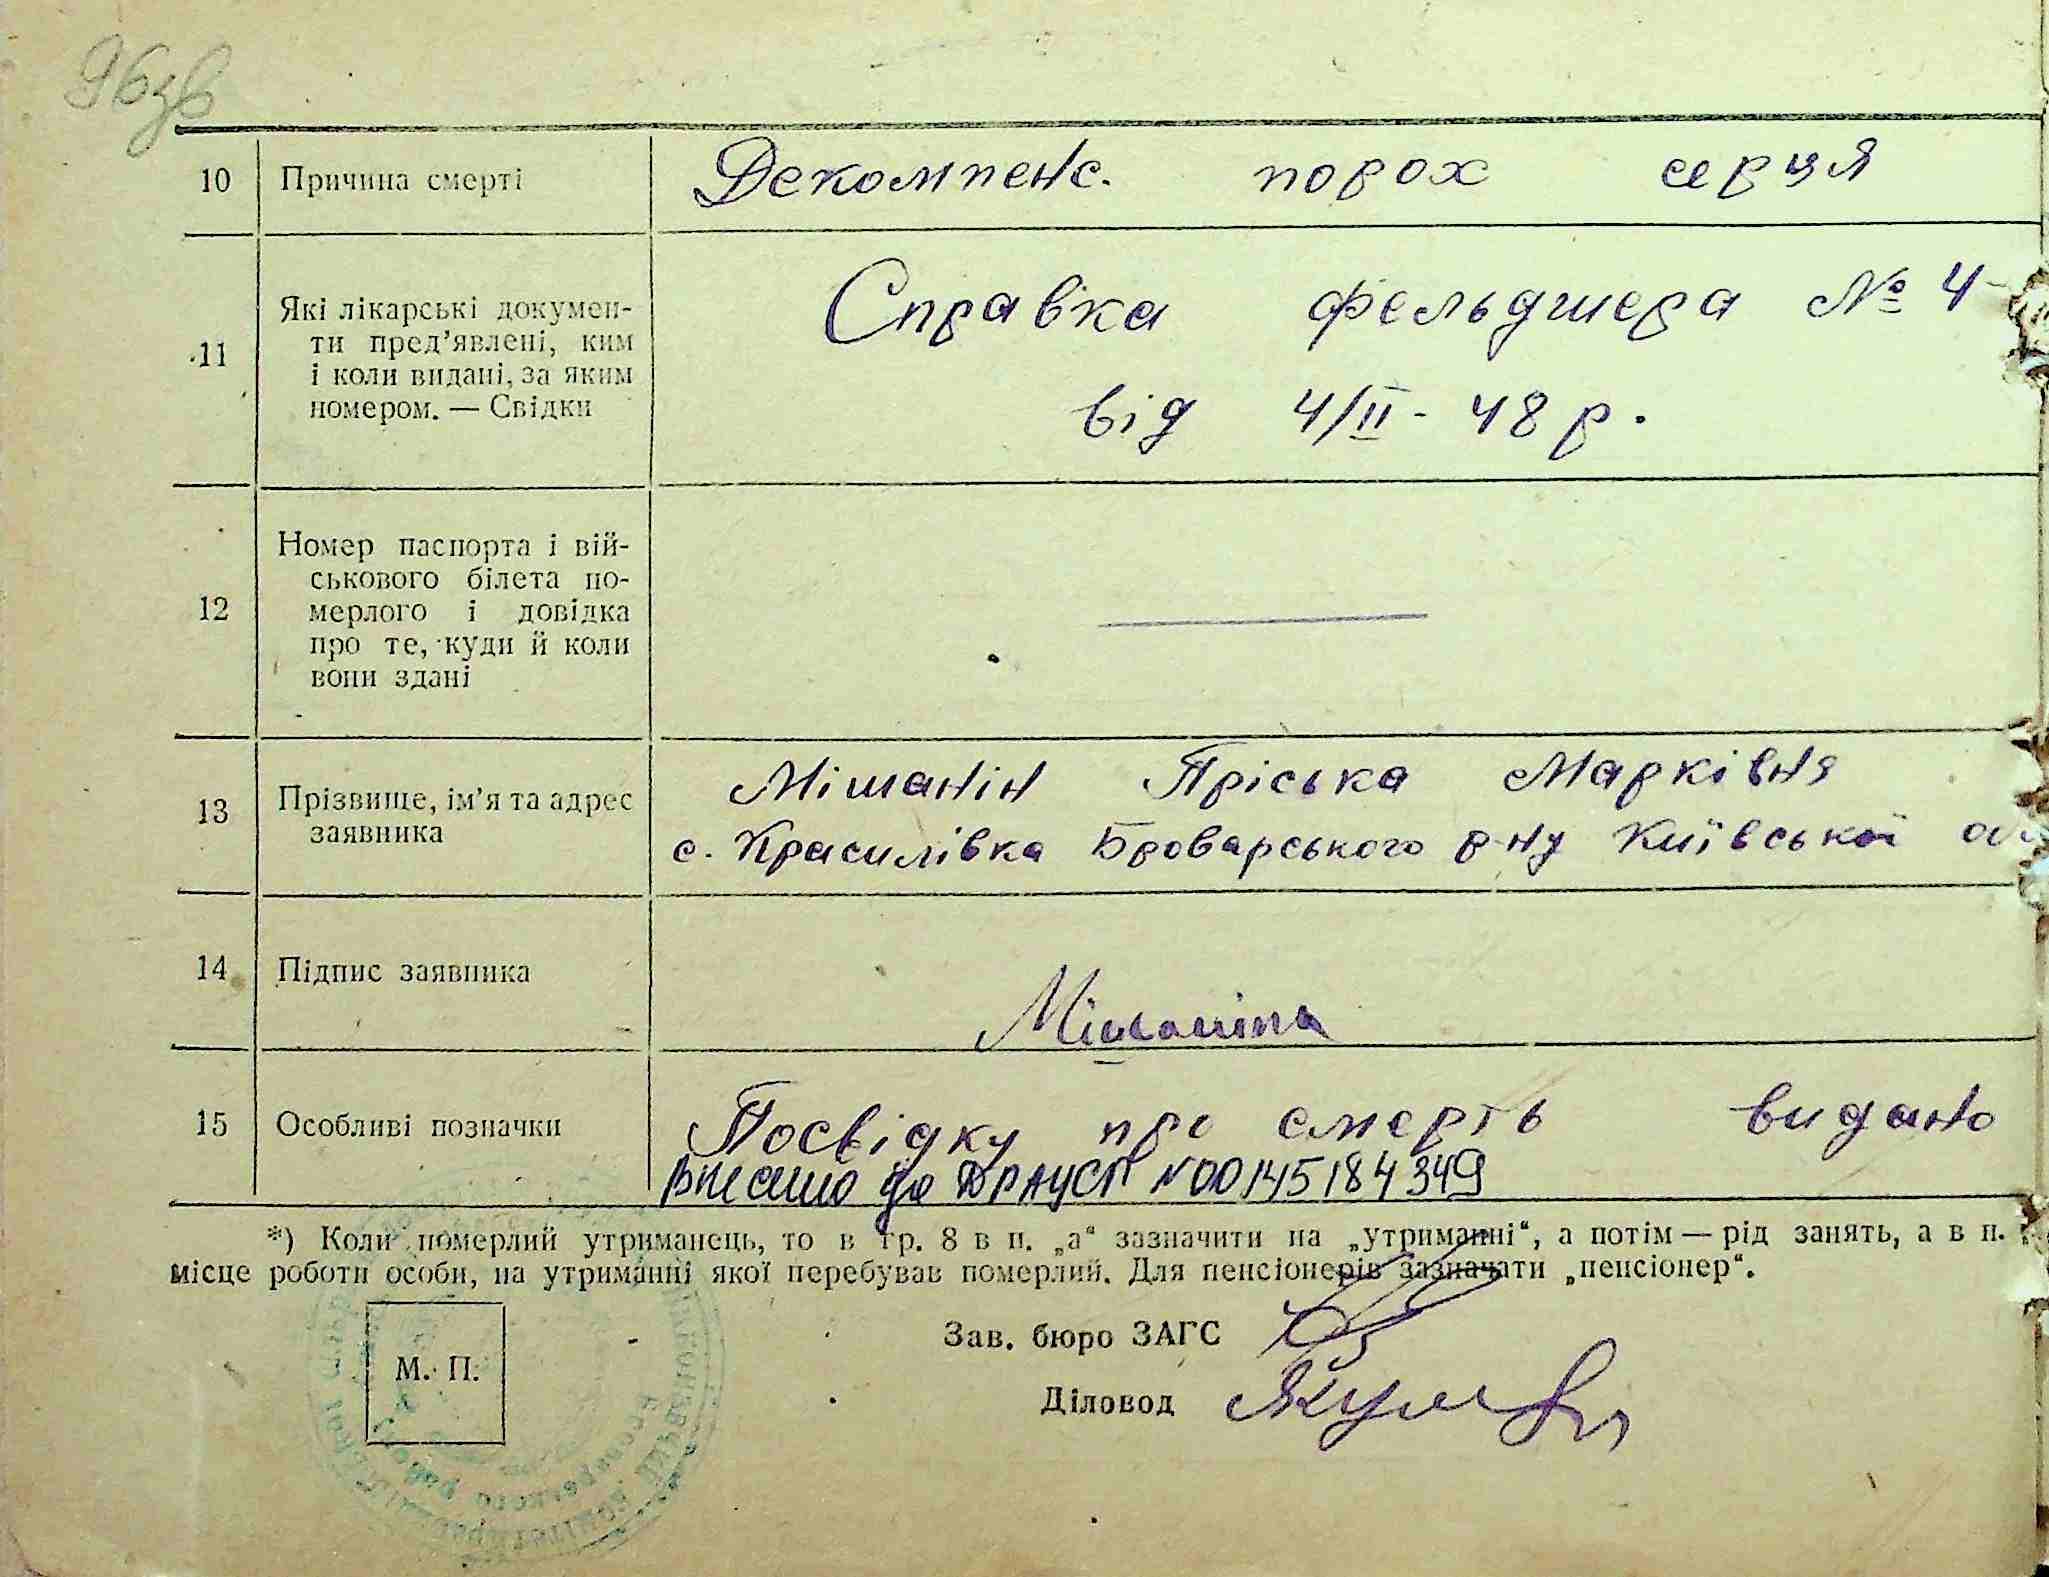 96зв
10 Причина смерті Декомпенс. порох серця
11 Які лікарські докумен-
ти пред’явлені, ким
і коли видані, за яким
номером. — Свідки
Справка фельдшера № 4
від 4/II - 48 р.
12 Номер паспорта і вій-
ськового білета по-
мерлого і довідка
про те, куди й коли
вони здані
13 Прізвище, ім’я та адрес
заявника
Мішанін Пріська Марківня
с. Красилівка Броварського р-ну Київської
14 Підпис заявника Мішаніна
15 Особливі позначки Посвідку про смерть видано
внесено до ДРАЦСГ N00145184349
*) Коли померлий утриманець, то в гр. 8 в п. „а“ зазначити на „утриманні“, а потім — рід занять, а в п.
місце роботи особи, на утриманні якої перебував померлий. Для пенсіонерів зазначати „пенсіонер“.
Зав. бюро ЗАГС
М. П.
Діловод